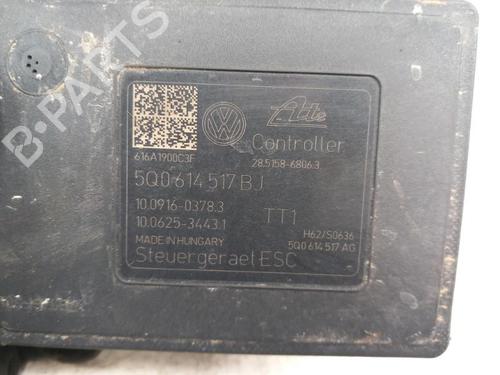 B-PARTS
VW
Ate
Controller
616A1900C3F
28.5158-6806.3
5Q0 614 517 BJ
10.0916-0378.3
TT1
10.0625-3443.1
H62/S0636
MADE IN HUNGARY
5Q0 614 517 AG
Steuergeraet ESC